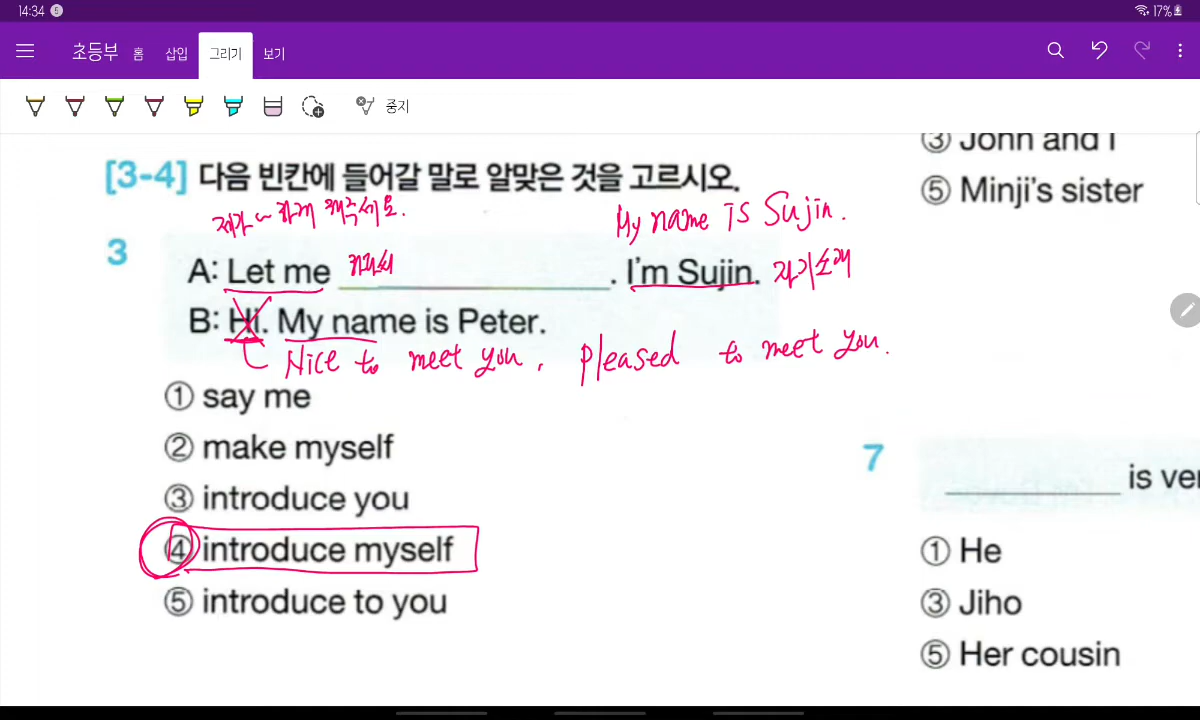 14:34 5 17%
초등부 홈 삽입 그리기 보기
중지
[3-4] 다음 빈칸에 들어갈 말로 알맞은 것을 고르시오.
제가~하게 해주세요.
My name is Sujin.
3
A: Let me ____________. I'm Sujin. 자기소개
B: Hi. My name is Peter.
Nice to meet you, pleased to meet you.
① say me
② make myself
③ introduce you
④ introduce myself
⑤ introduce to you
③ John and I
⑤ Minji's sister
7
____________ is ver
① He
③ Jiho
⑤ Her cousin